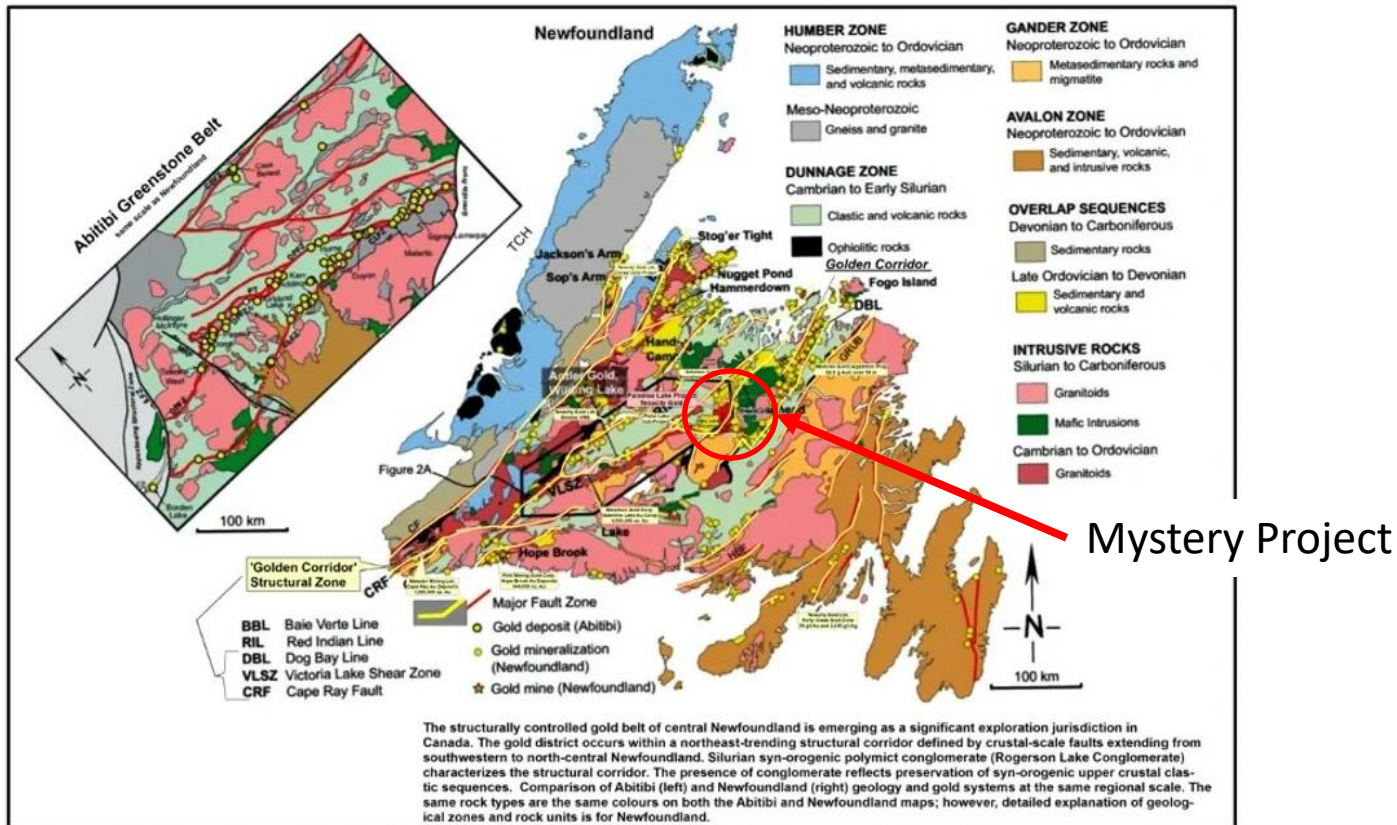 Newfoundland
Abitibi Greenstone Belt
same scale as Newfoundland
HUMBER ZONE
Neoproterozoic to Ordovician
Sedimentary, metasedimentary,
and volcanic rocks
Meso-Neoproterozoic
Gneiss and granite
DUNNAGE ZONE
Cambrian to Early Silurian
Clastic and volcanic rocks
Ophiolitic rocks
GANDER ZONE
Neoproterozoic to Ordovician
Metasedimentary rocks and
migmatite
AVALON ZONE
Neoproterozoic to Ordovician
Sedimentary, volcanic,
and intrusive rocks
OVERLAP SEQUENCES
Devonian to Carboniferous
Sedimentary rocks
Late Ordovician to Devonian
Sedimentary and
volcanic rocks
INTRUSIVE ROCKS
Silurian to Carboniferous
Granitoids
Mafic Intrusions
Cambrian to Ordovician
Granitoids
TCH
Jackson's Arm
Sop's Arm
Stog'er Tight
Nugget Pond
Hammerdown
Golden Corridor
Fogo Island
DBL
GRUB
Antler Gold,
Wilding Lake
Paradise Lake Project
Figure 2A
VLSZ
CF
Lake
Hope Brook
HBF
CRF
Borden Lake
-N-
100 km
'Golden Corridor'
Structural Zone
BBL Baie Verte Line
RIL Red Indian Line
DBL Dog Bay Line
VLSZ Victoria Lake Shear Zone
CRF Cape Ray Fault
Major Fault Zone
Gold deposit (Abitibi)
Gold mineralization
(Newfoundland)
Gold mine (Newfoundland)
-N-
100 km
Mystery Project
The structurally controlled gold belt of central Newfoundland is emerging as a significant exploration jurisdiction in
Canada. The gold district occurs within a northeast-trending structural corridor defined by crustal-scale faults extending from
southwestern to north-central Newfoundland. Silurian syn-orogenic polymict conglomerate (Rogerson Lake Conglomerate)
characterizes the structural corridor. The presence of conglomerate reflects preservation of syn-orogenic upper crustal clas-
tic sequences. Comparison of Abitibi (left) and Newfoundland (right) geology and gold systems at the same regional scale. The
same rock types are the same colours on both the Abitibi and Newfoundland maps; however, detailed explanation of geolog-
ical zones and rock units is for Newfoundland.